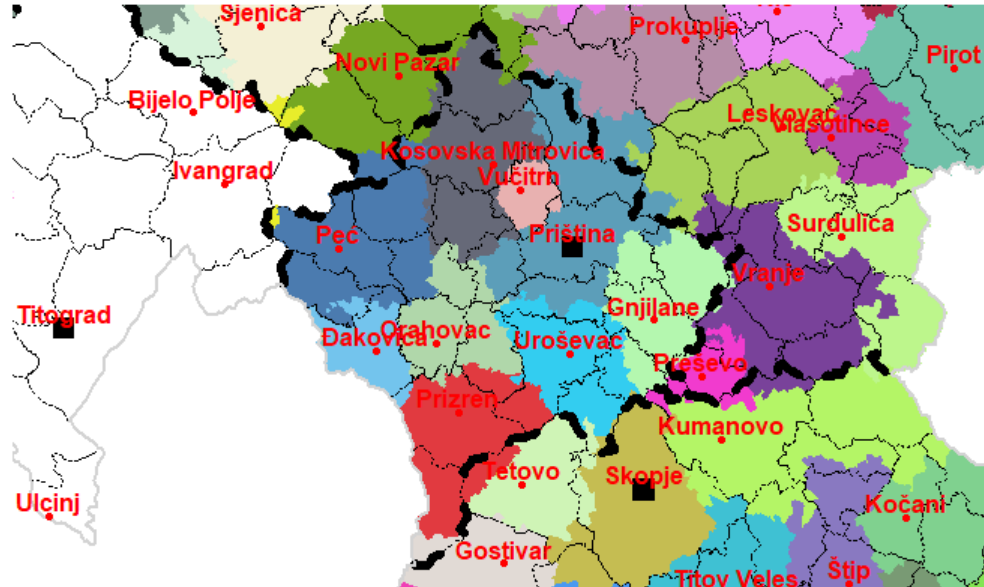 Sjenica
Prokuplje
Pirot
Novi Pazar
Bijelo Polje
Leskovac
Vlasotince
Kosovska Mitrovica
Ivangrad
Vučitrn
Peć
Priština
Surdulica
Vranje
Titograd
Gnjilane
Đakovica
Orahovac
Uroševac
Preševo
Prizren
Kumanovo
Tetovo
Skopje
Ulcinj
Kočani
Gostivar
Titov Veles
Štip